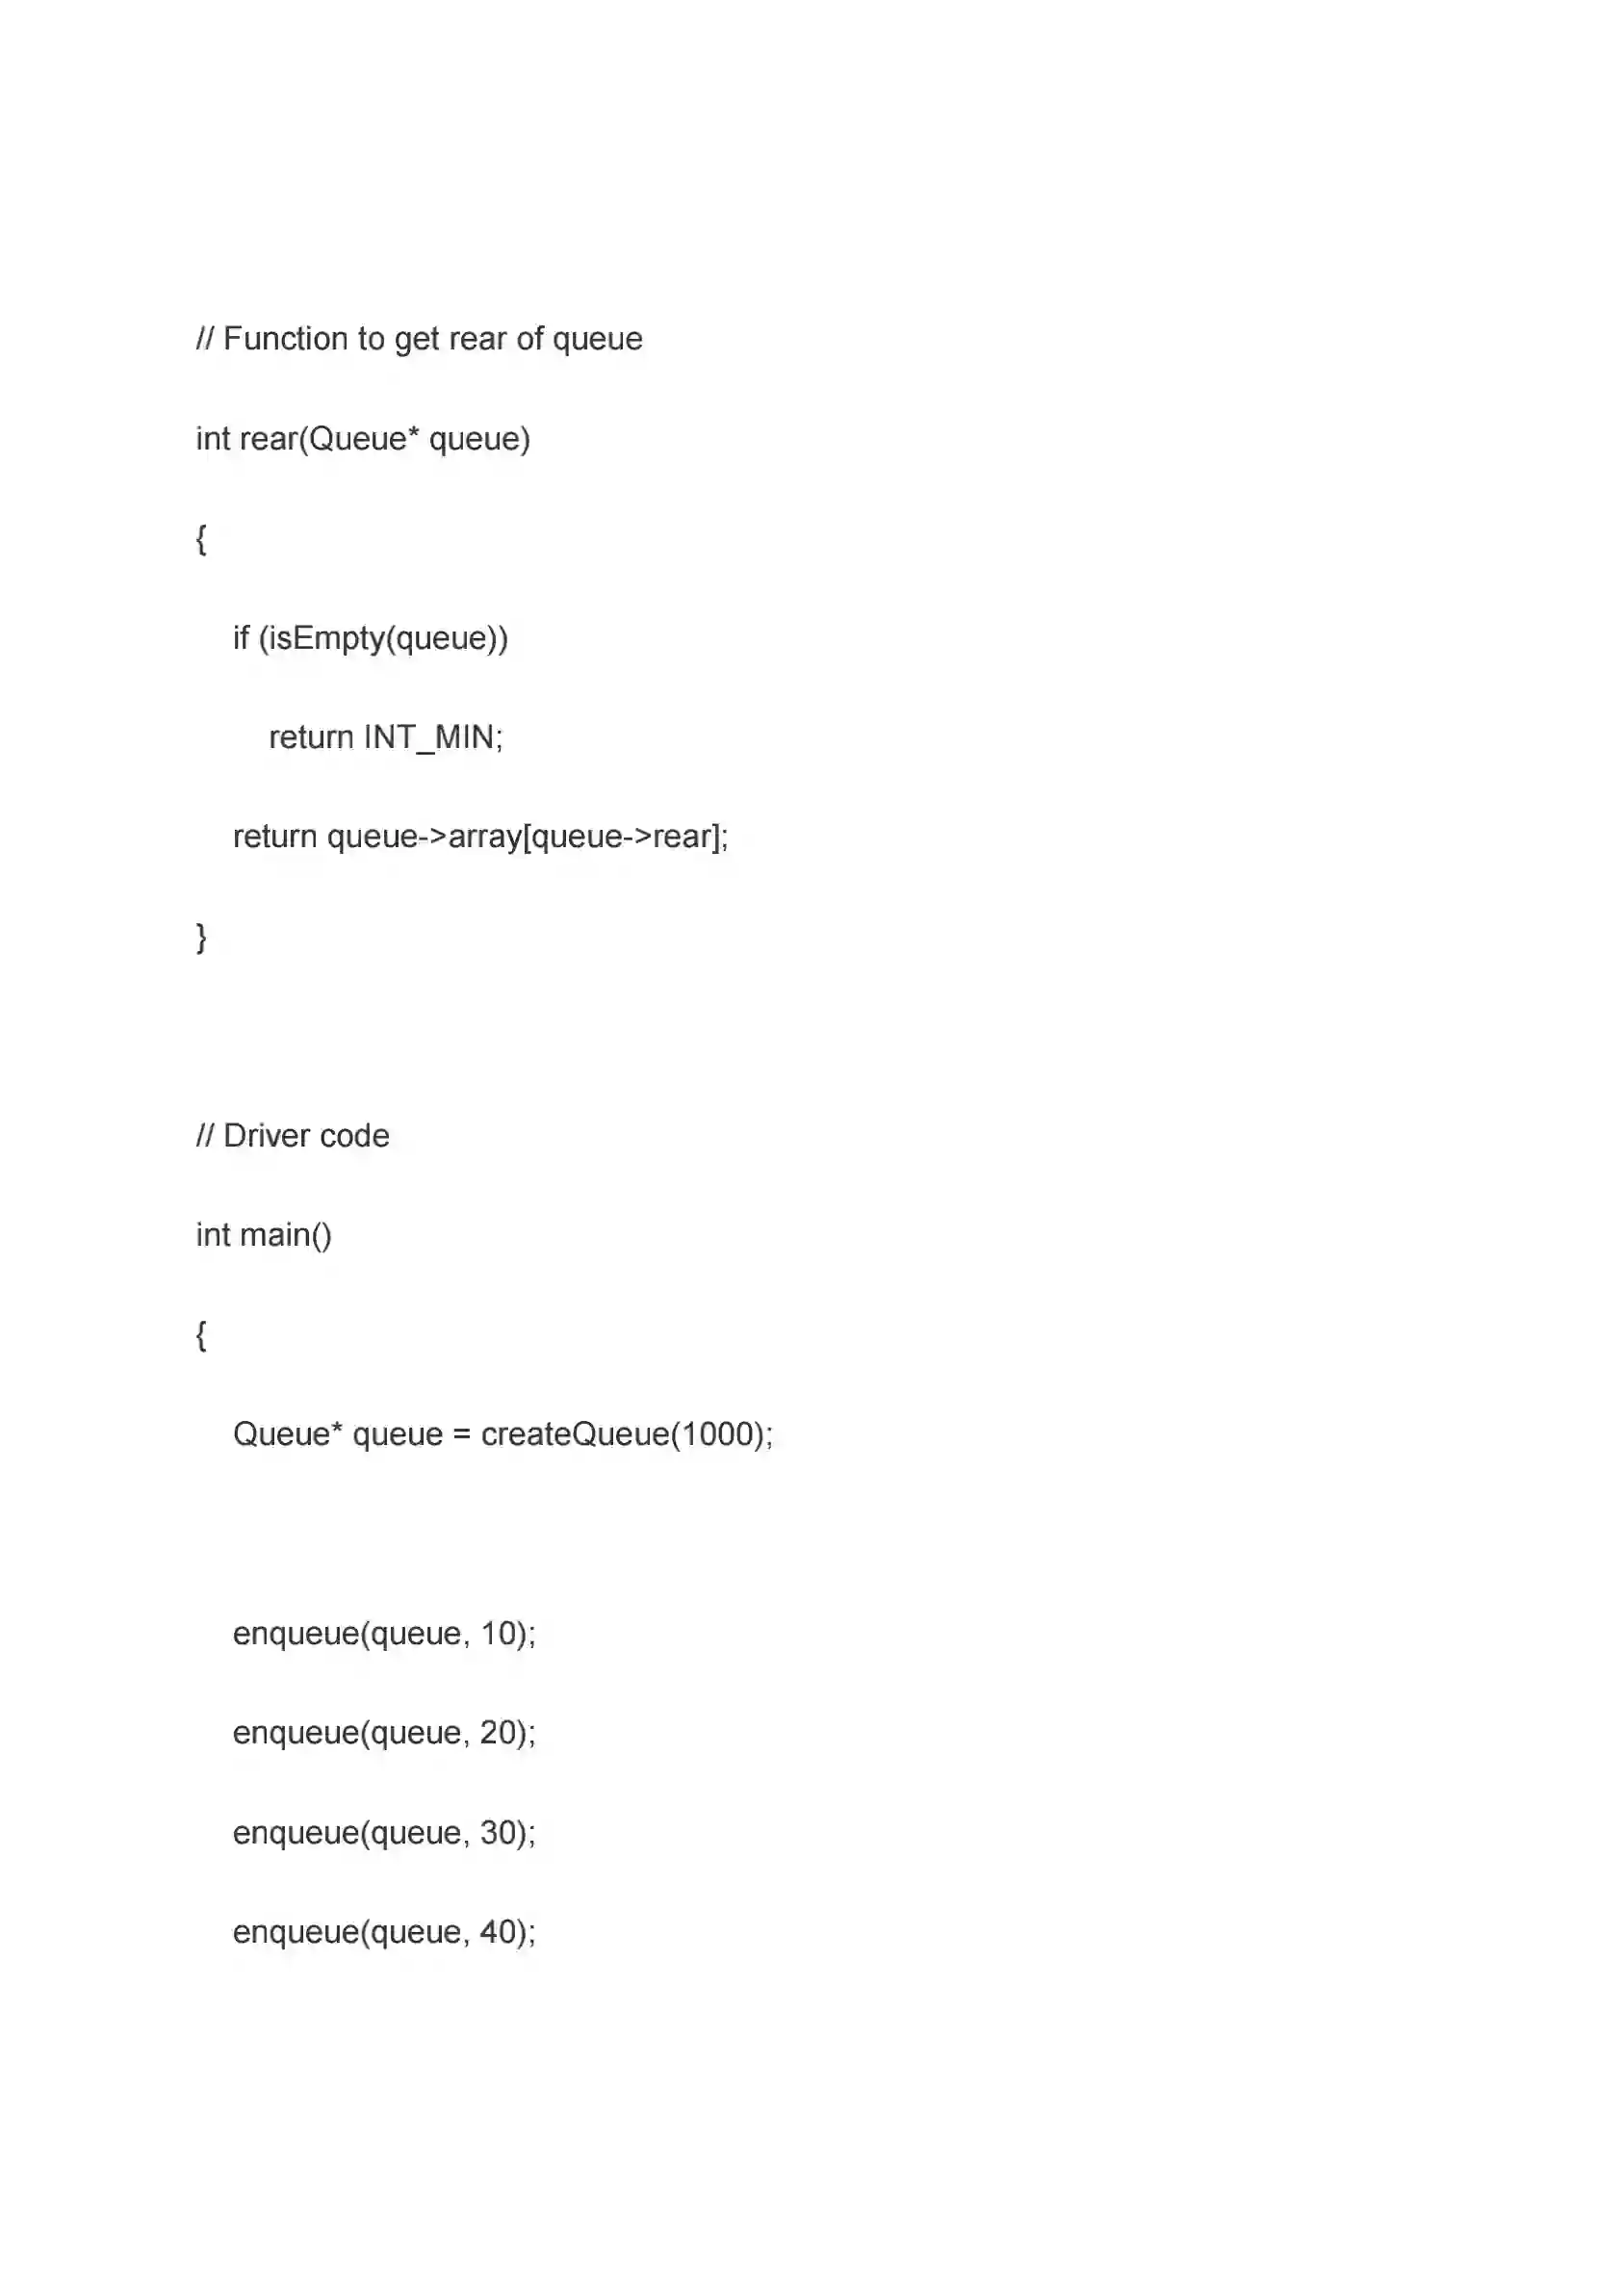 // Function to get rear of queue
int rear(Queue* queue)
{
if (isEmpty(queue))
return INT_MIN;
return queue->array[queue->rear];
}
// Driver code
int main()
{
Queue* queue = createQueue(1000);
enqueue(queue, 10);
enqueue(queue, 20);
enqueue(queue, 30);
enqueue(queue, 40);